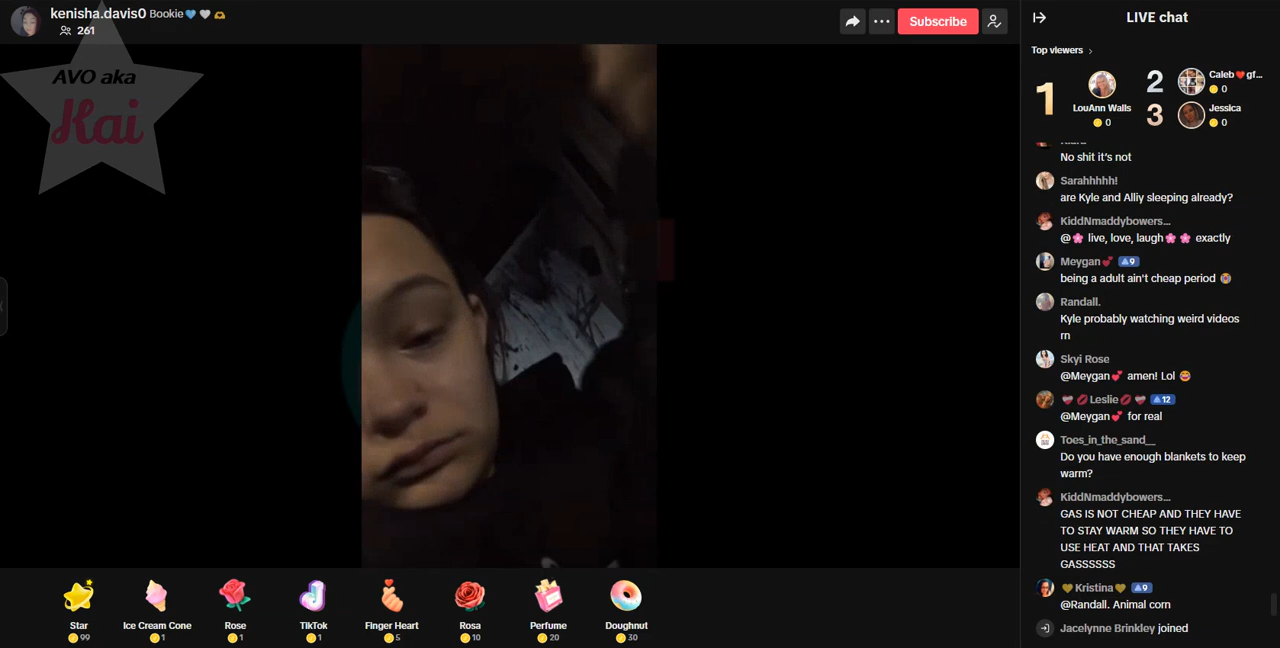 kenisha.davis0 Bookie💙🤍🫶
261
Subscribe
AVO aka
Kai
LIVE chat
Top viewers
1
LouAnn Walls
0
2
Caleb❤️gf...
0
3
Jessica
0
No shit it's not
Sarahhhhh!
are Kyle and Alliy sleeping already?
KiddNmaddybowers...
@🌸 live, love, laugh🌸🌸 exactly
Meygan💕 9
being a adult ain't cheap period 😭
Randall.
Kyle probably watching weird videos
rn
Skyi Rose
@Meygan💕 amen! Lol 😂
❤️‍🩹💋Leslie💋❤️‍🩹 12
@Meygan💕 for real
Toes_in_the_sand__
Do you have enough blankets to keep
warm?
KiddNmaddybowers...
GAS IS NOT CHEAP AND THEY HAVE
TO STAY WARM SO THEY HAVE TO
USE HEAT AND THAT TAKES
GASSSSSS
💛Kristina💛 9
@Randall. Animal corn
Jacelynne Brinkley joined
Star
99
Ice Cream Cone
1
Rose
1
TikTok
1
Finger Heart
5
Rosa
10
Perfume
20
Doughnut
30